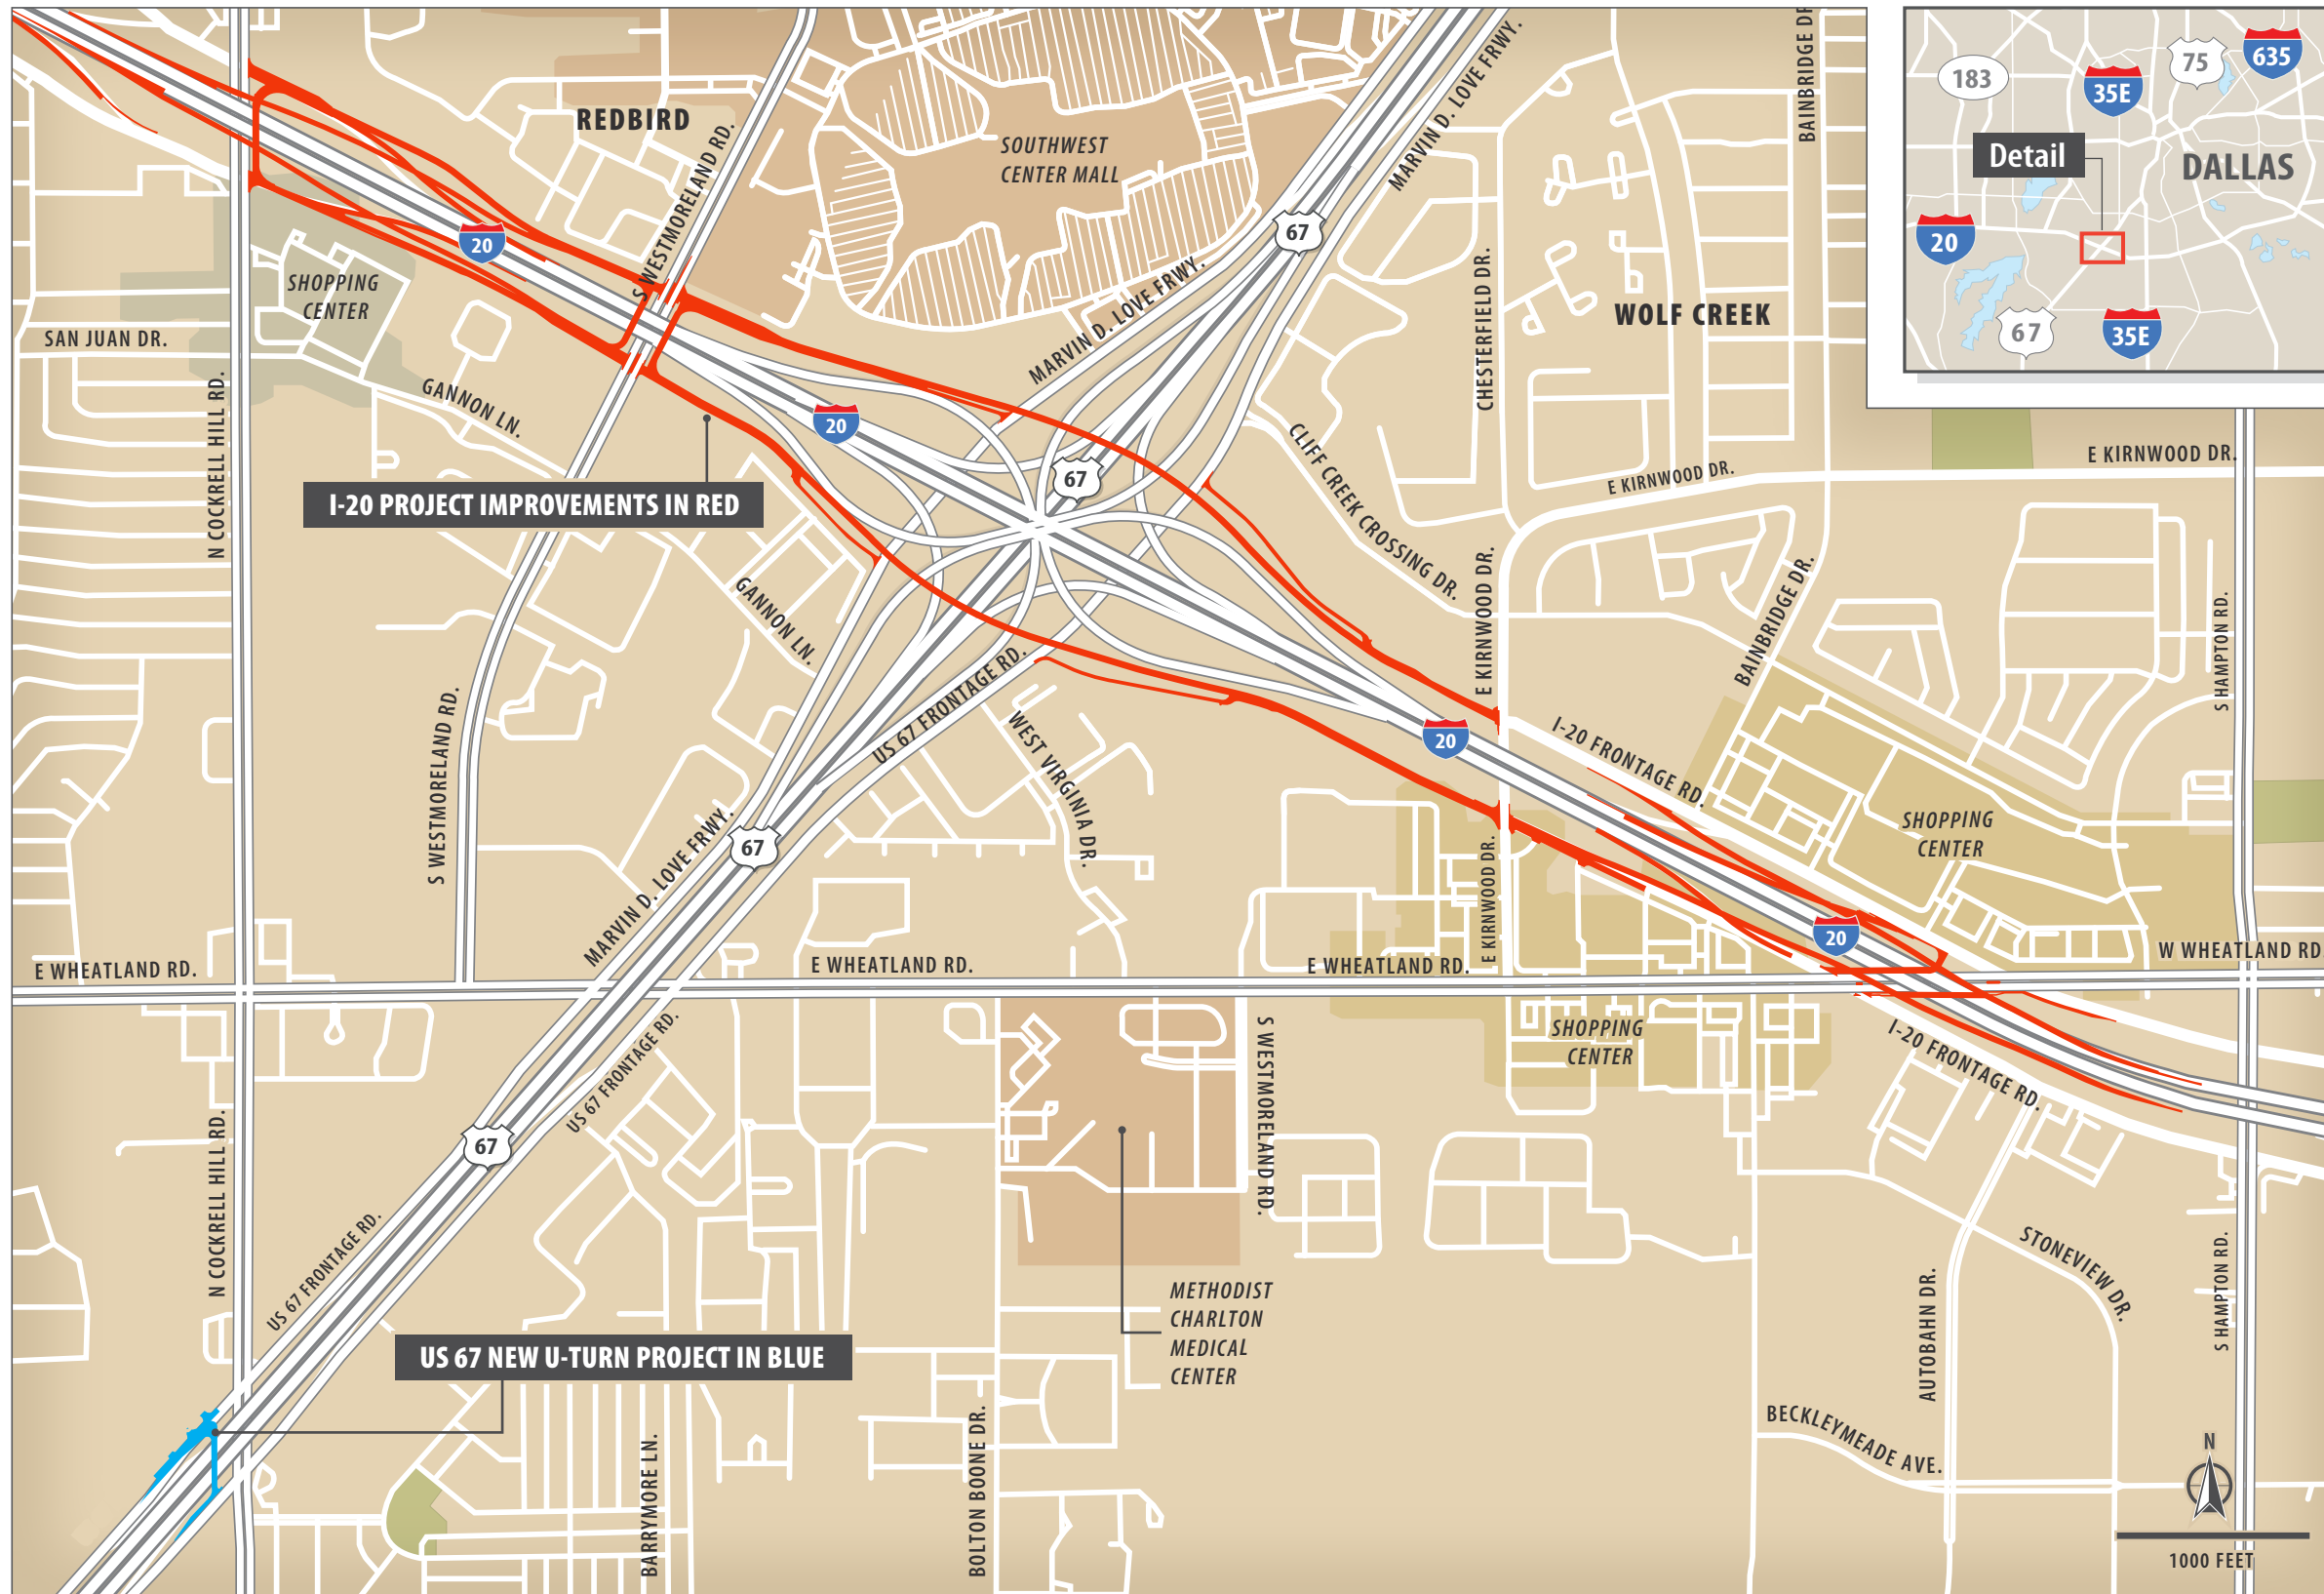 REDBIRD
SOUTHWEST
CENTER MALL
S WESTMORELAND RD.
MARVIN D. LOVE FRWY.
MARVIN D. LOVE FRWY.
BAINBRIDGE DR
183
35E
75
635
Detail
DALLAS
20
67
35E
20
67
SHOPPING
CENTER
SAN JUAN DR.
N COCKRELL HILL RD.
GANNON LN.
20
67
CHESTERFIELD DR.
WOLF CREEK
CLIFF CREEK CROSSING DR.
E KIRNWOOD DR.
E KIRNWOOD DR.
I-20 PROJECT IMPROVEMENTS IN RED
GANNON LN.
E KIRNWOOD DR.
BAINBRIDGE DR.
S HAMPTON RD.
S WESTMORELAND RD.
US 67 FRONTAGE RD.
WEST VIRGINIA DR.
20
I-20 FRONTAGE RD.
SHOPPING
CENTER
MARVIN D. LOVE FRWY.
67
E KIRNWOOD DR.
20
E WHEATLAND RD.
E WHEATLAND RD.
E WHEATLAND RD.
W WHEATLAND RD
US 67 FRONTAGE RD.
S WESTMORELAND RD.
SHOPPING
CENTER
I-20 FRONTAGE RD.
N COCKRELL HILL RD.
67
US 67 FRONTAGE RD.
METHODIST
CHARLTON
MEDICAL
CENTER
STONEVIEW DR.
AUTOBAHN DR.
S HAMPTON RD.
US 67 NEW U-TURN PROJECT IN BLUE
BARRYMORE LN.
BOLTON BOONE DR.
BECKLEYMEADE AVE.
N
1000 FEET